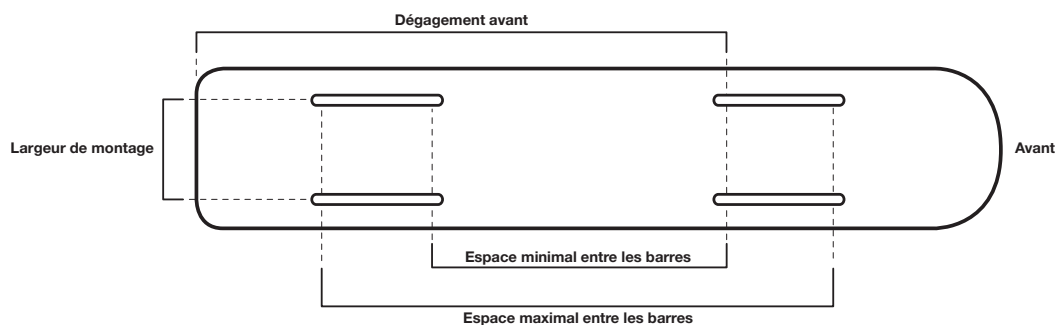 Dégagement avant
Largeur de montage
Avant
Espace minimal entre les barres
Espace maximal entre les barres